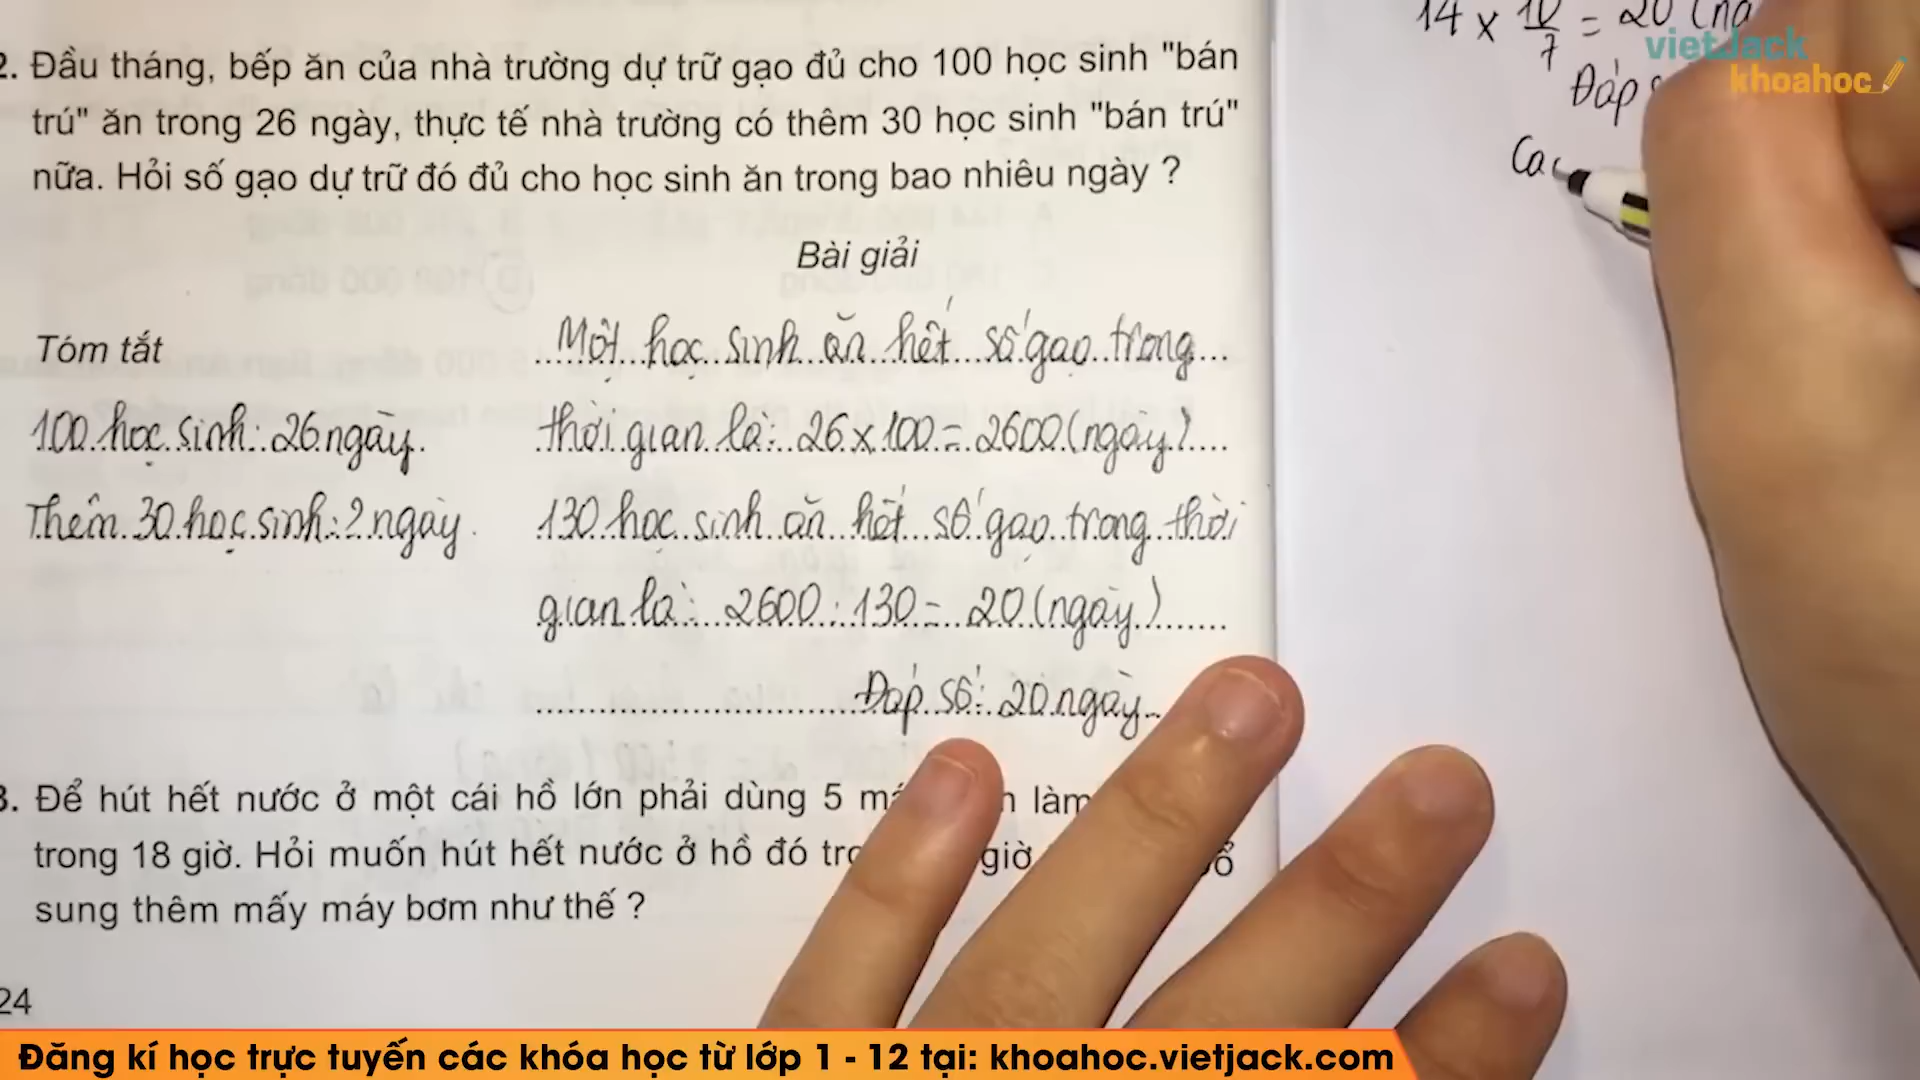 2. Đầu tháng, bếp ăn của nhà trường dự trữ gạo đủ cho 100 học sinh "bán
trú" ăn trong 26 ngày, thực tế nhà trường có thêm 30 học sinh "bán trú"
nữa. Hỏi số gạo dự trữ đó đủ cho học sinh ăn trong bao nhiêu ngày ?
Bài giải
Tóm tắt
100 học sinh: 26 ngày.
Thêm 30 học sinh: ? ngày.
Một học sinh ăn hết số gạo trong
thời gian là: 26 x 100 = 2600 (ngày)
130 học sinh ăn hết số gạo trong thời
gian là: 2600 : 130 = 20 (ngày)
Đáp số: 20 ngày.
3. Để hút hết nước ở một cái hồ lớn phải dùng 5 làm
trong 18 giờ. Hỏi muốn hút hết nước ở hồ đó giờ
sung thêm mấy máy bơm như thế ?
24
14 x 10/7 = 20
Đáp
vietJack
khoahoc
Đăng kí học trực tuyến các khóa học từ lớp 1 - 12 tại: khoahoc.vietjack.com